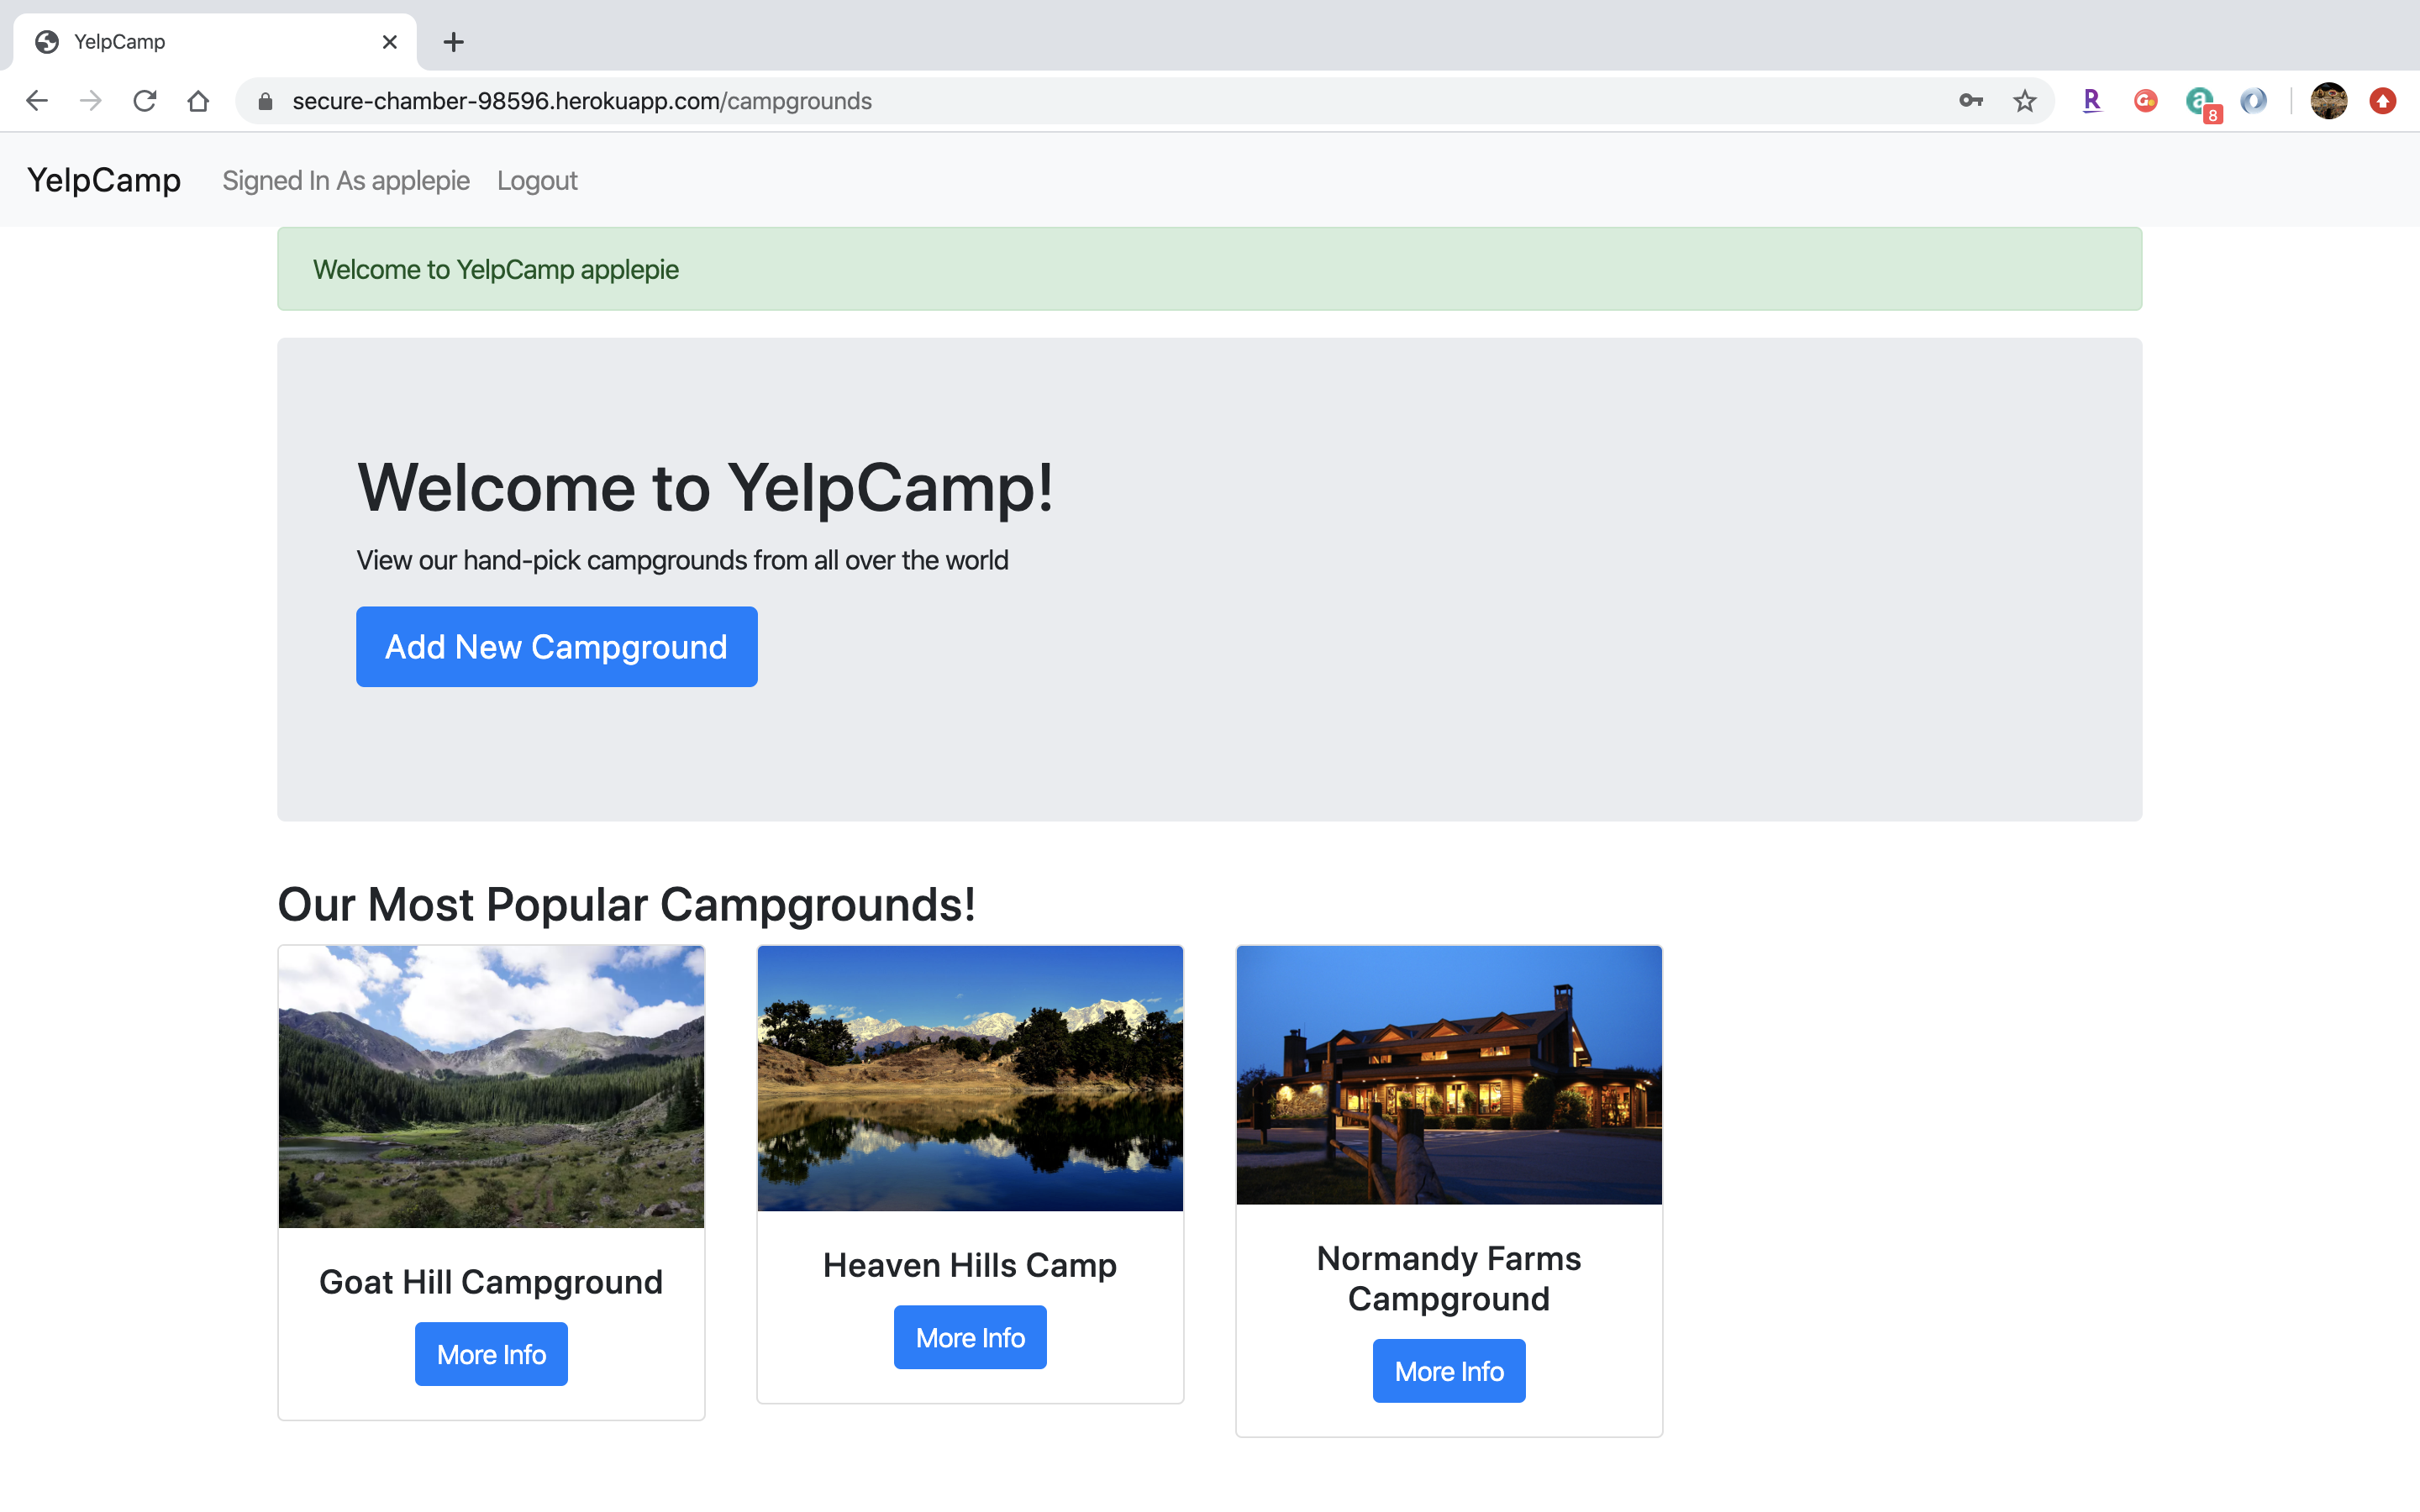 YelpCamp
secure-chamber-98596.herokuapp.com/campgrounds
R
G
a
8
YelpCamp Signed In As applepie Logout
Welcome to YelpCamp applepie
Welcome to YelpCamp!
View our hand-pick campgrounds from all over the world
Add New Campground
Our Most Popular Campgrounds!
Goat Hill Campground
More Info
Heaven Hills Camp
More Info
Normandy Farms
Campground
More Info